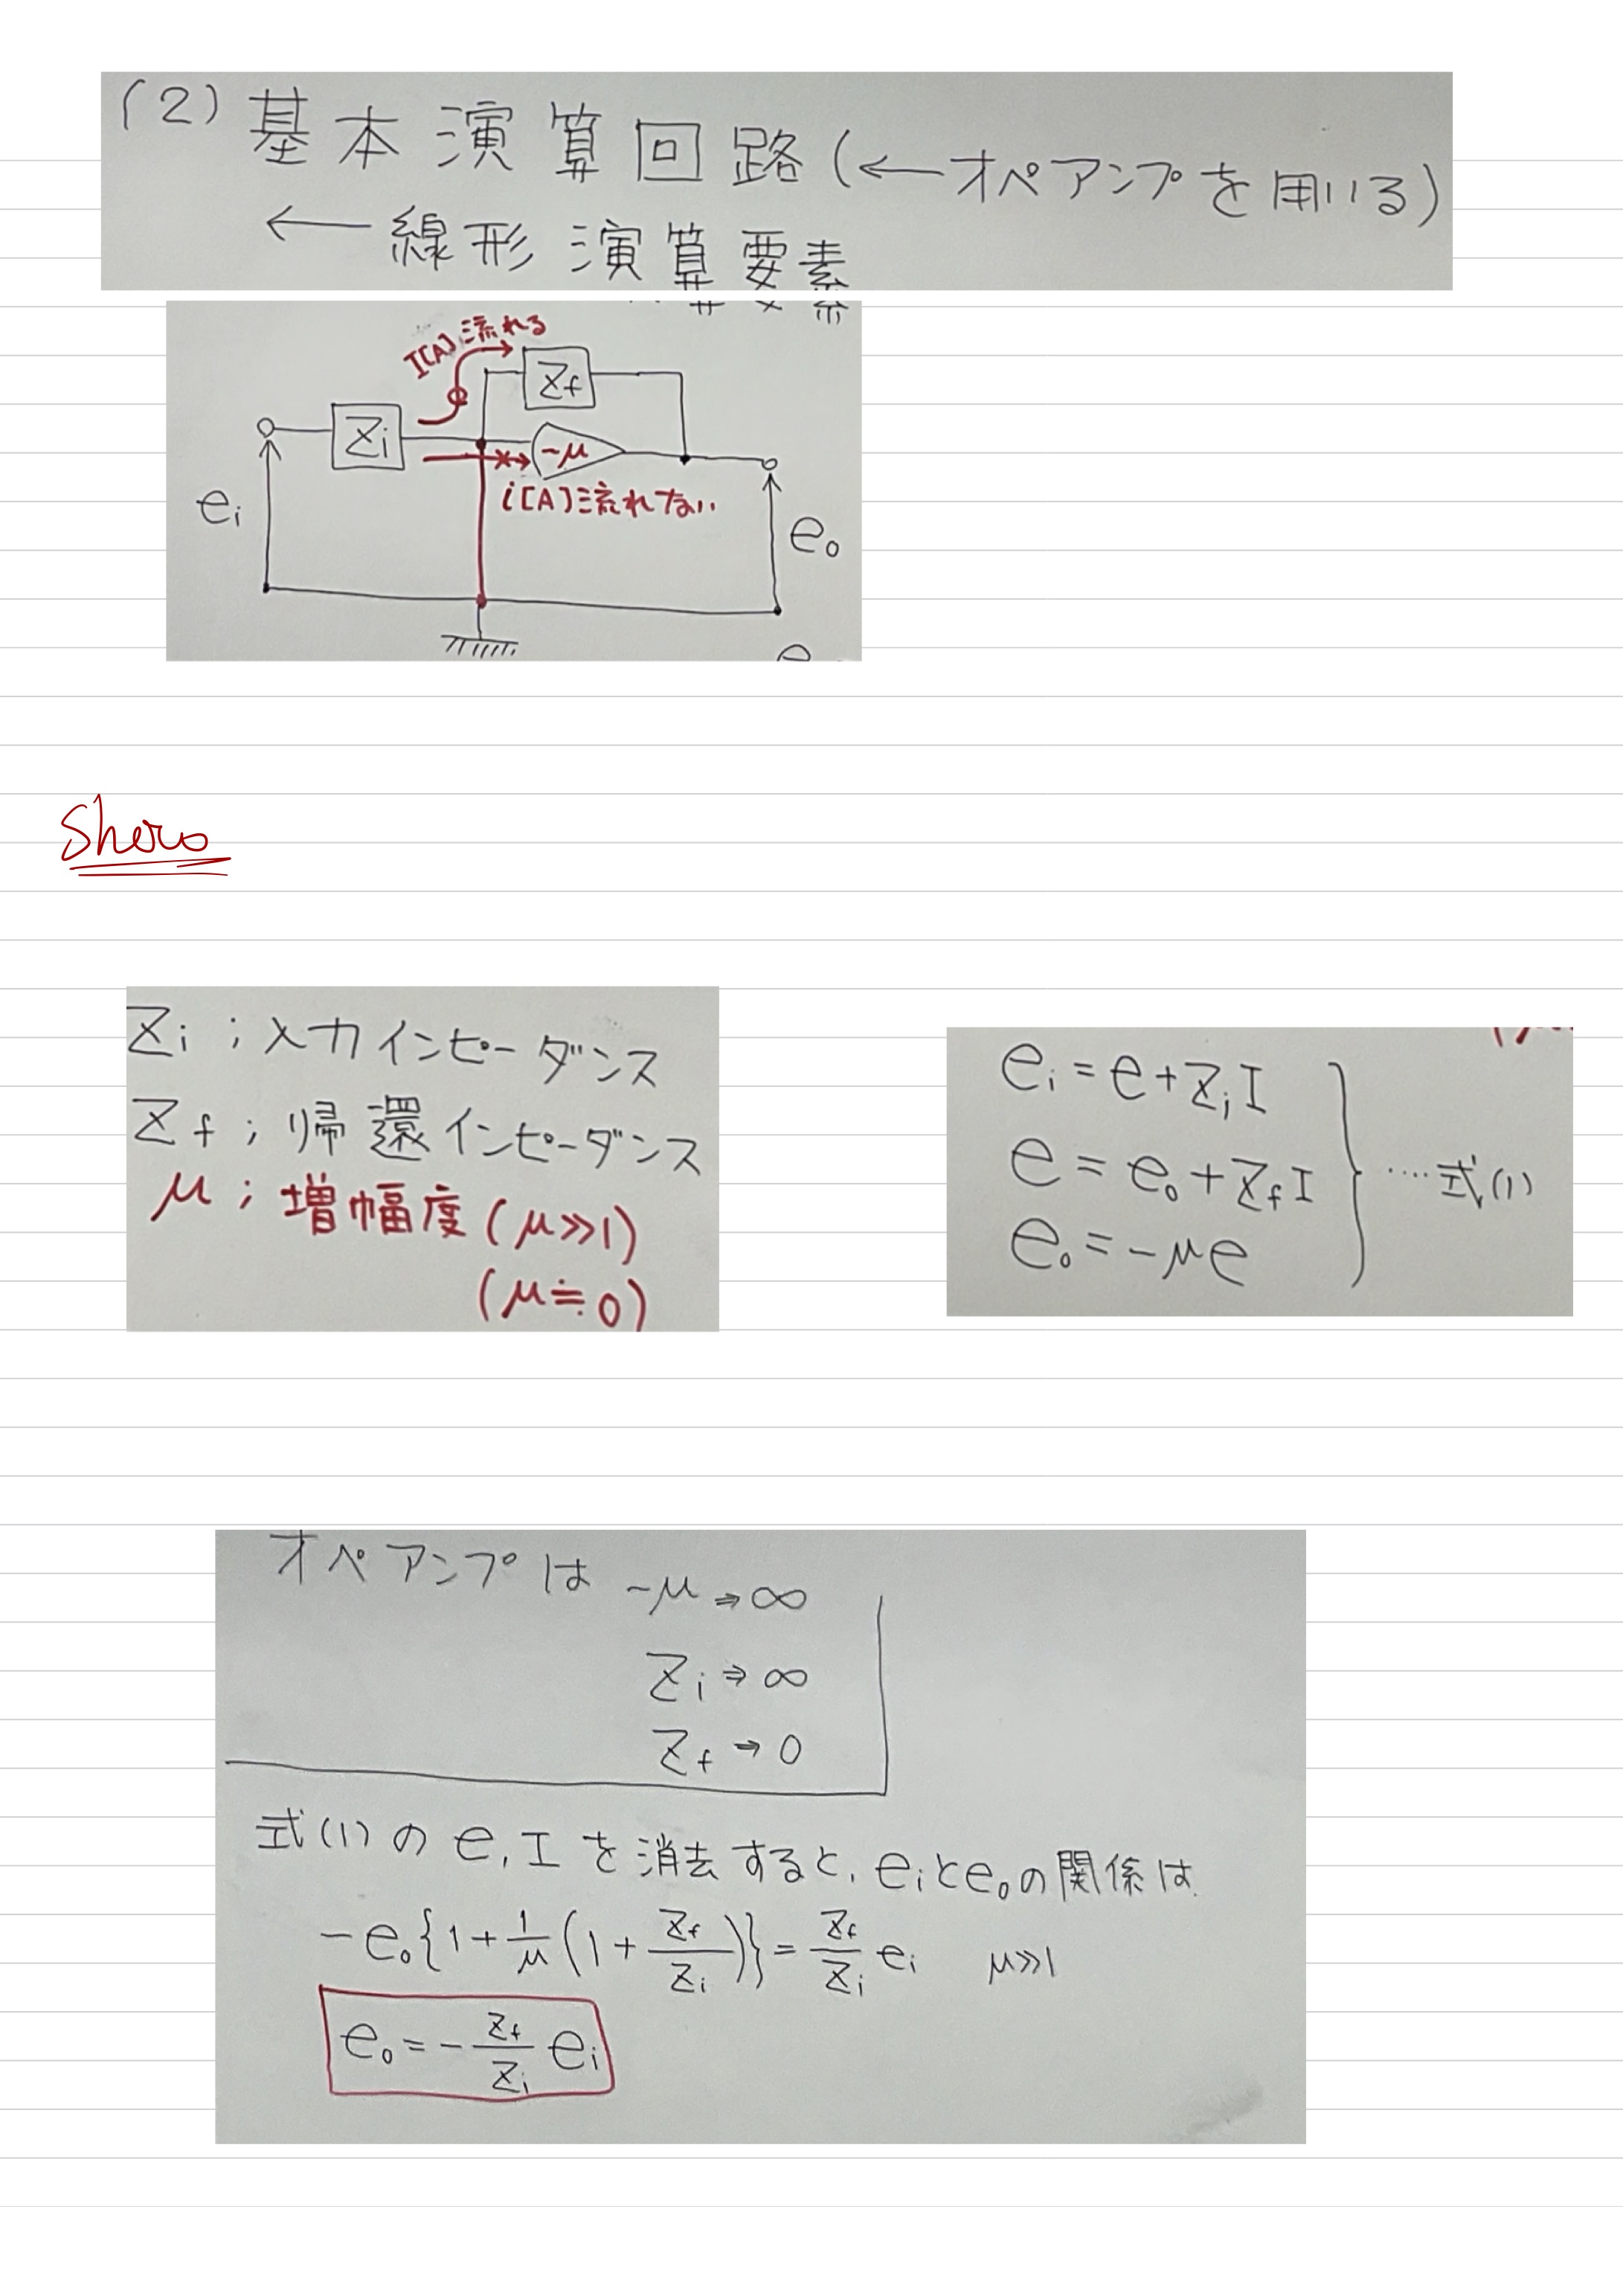 (2) 基本演算回路(←オペアンプを用いる)
←線形演算要素
I[A]流れる
Zf
Zi
-μ
i[A]流れない
ei
eo
Shero
Zi ; 入力インピーダンス
Zf ; 帰還インピーダンス
μ ; 増幅度(μ≫1)
(μ≒0)
ei = e + Zi I
e = eo + Zf I
eo = -μe
····式(1)
オペアンプは -μ⇒∞
Zi⇒∞
Zf⇒0
式(1)のe, Iを消去すると, eiとeoの関係は
-eo{1+1/μ(1+Zf/Zi)}=Zf/Zi ei μ≫1
eo=-Zf/Zi ei